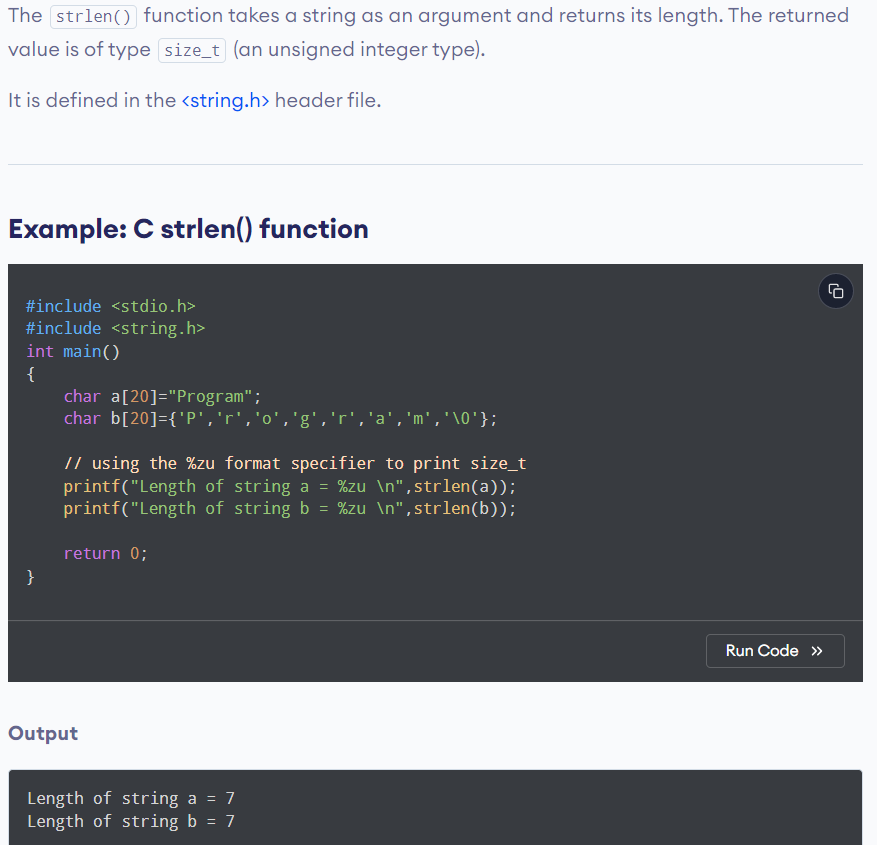 The strlen() function takes a string as an argument and returns its length. The returned
value is of type size_t (an unsigned integer type).
It is defined in the <string.h> header file.
Example: C strlen() function
#include <stdio.h>
#include <string.h>
int main()
{
    char a[20]="Program";
    char b[20]={'P','r','o','g','r','a','m','\0'};
    // using the %zu format specifier to print size_t
    printf("Length of string a = %zu \n",strlen(a));
    printf("Length of string b = %zu \n",strlen(b));
    return 0;
}
Run Code »
Output
Length of string a = 7
Length of string b = 7